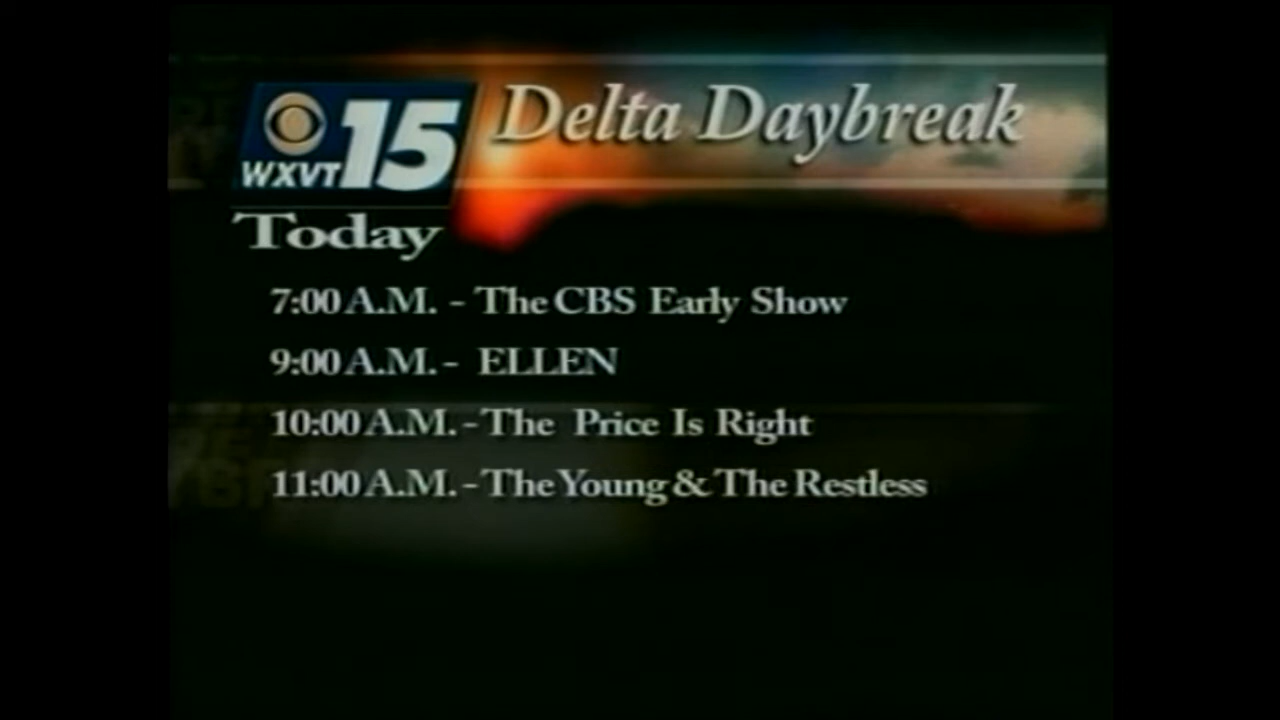 WXVT 15 Delta Daybreak
Today
7:00 A.M. - The CBS Early Show
9:00 A.M. - ELLEN
10:00 A.M. - The Price Is Right
11:00 A.M. - The Young & The Restless